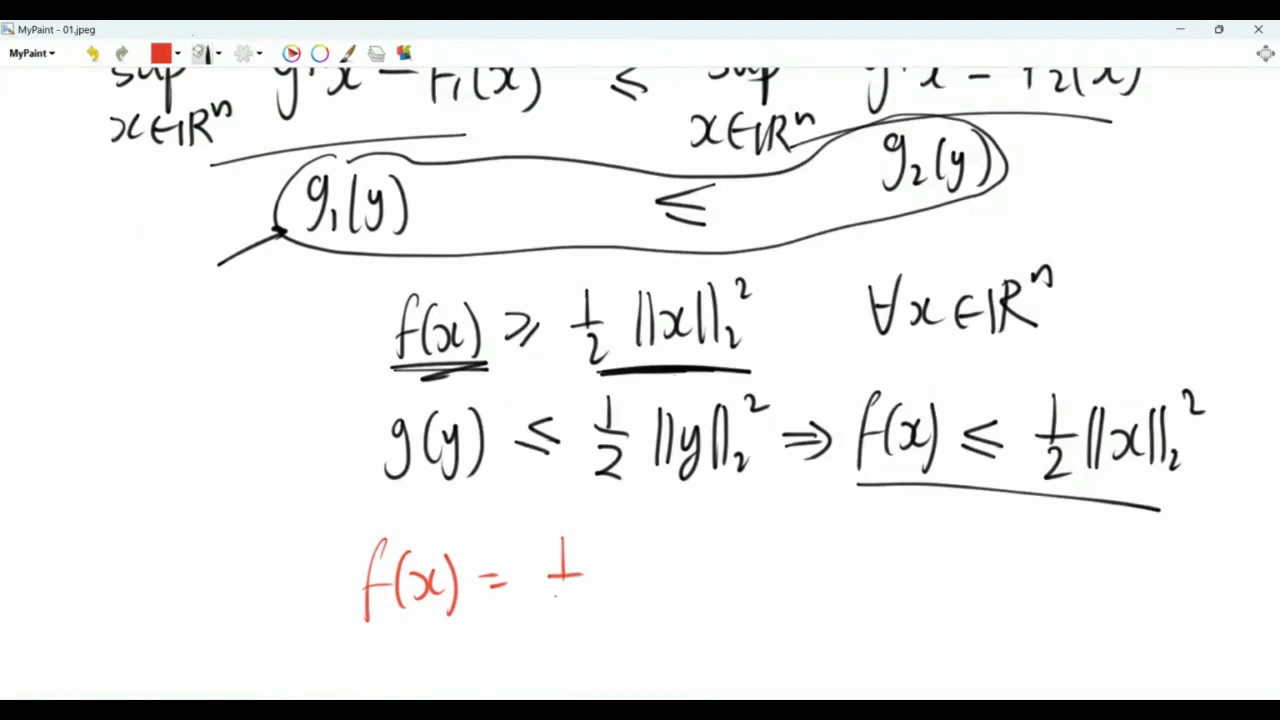 MyPaint - 01.jpeg
MyPaint
sup x∈ℝⁿ yᵀx − f₁(x) ≤ sup x∈ℝⁿ yᵀx − f₂(x)
g₁(y) ≤ g₂(y)
f(x) ≥ 1/2 ||x||₂² ∀x∈ℝⁿ
g(y) ≤ 1/2 ||y||₂² ⇒ f(x) ≤ 1/2 ||x||₂²
f(x) = 1